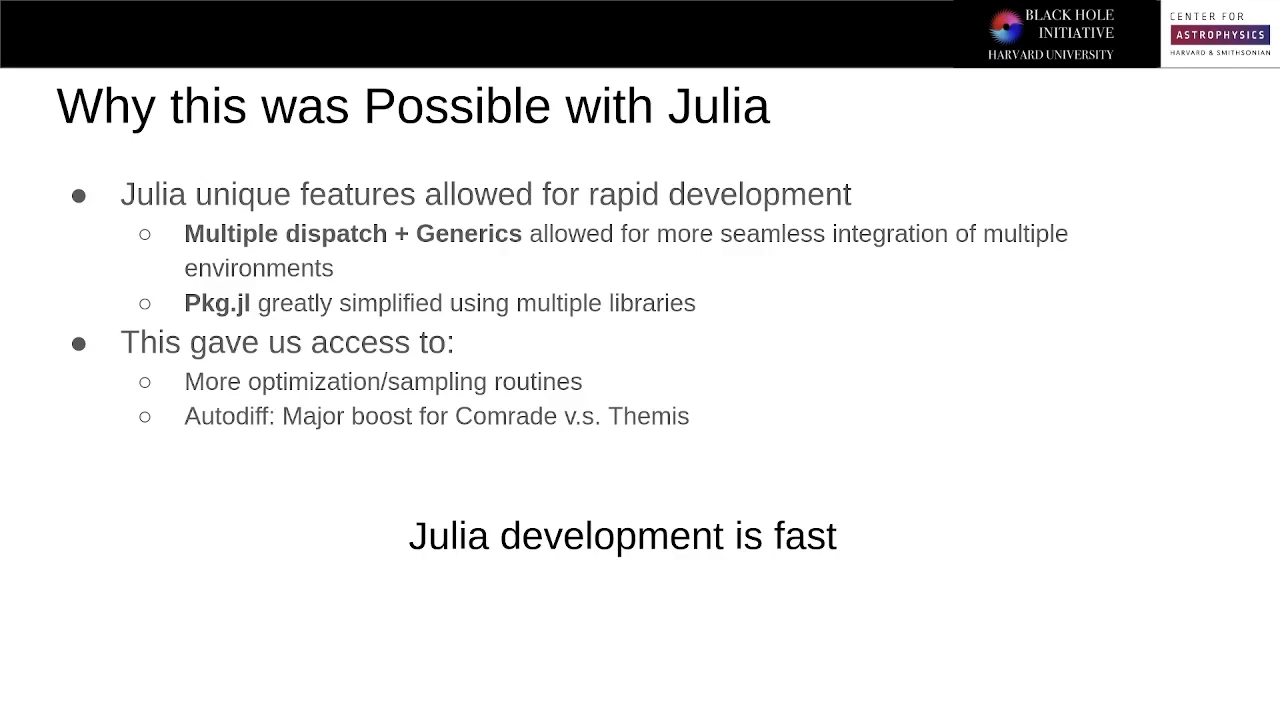 BLACK HOLE
INITIATIVE
HARVARD UNIVERSITY
CENTER FOR
ASTROPHYSICS
HARVARD & SMITHSONIAN
Why this was Possible with Julia
● Julia unique features allowed for rapid development
○ Multiple dispatch + Generics allowed for more seamless integration of multiple
environments
○ Pkg.jl greatly simplified using multiple libraries
● This gave us access to:
○ More optimization/sampling routines
○ Autodiff: Major boost for Comrade v.s. Themis
Julia development is fast